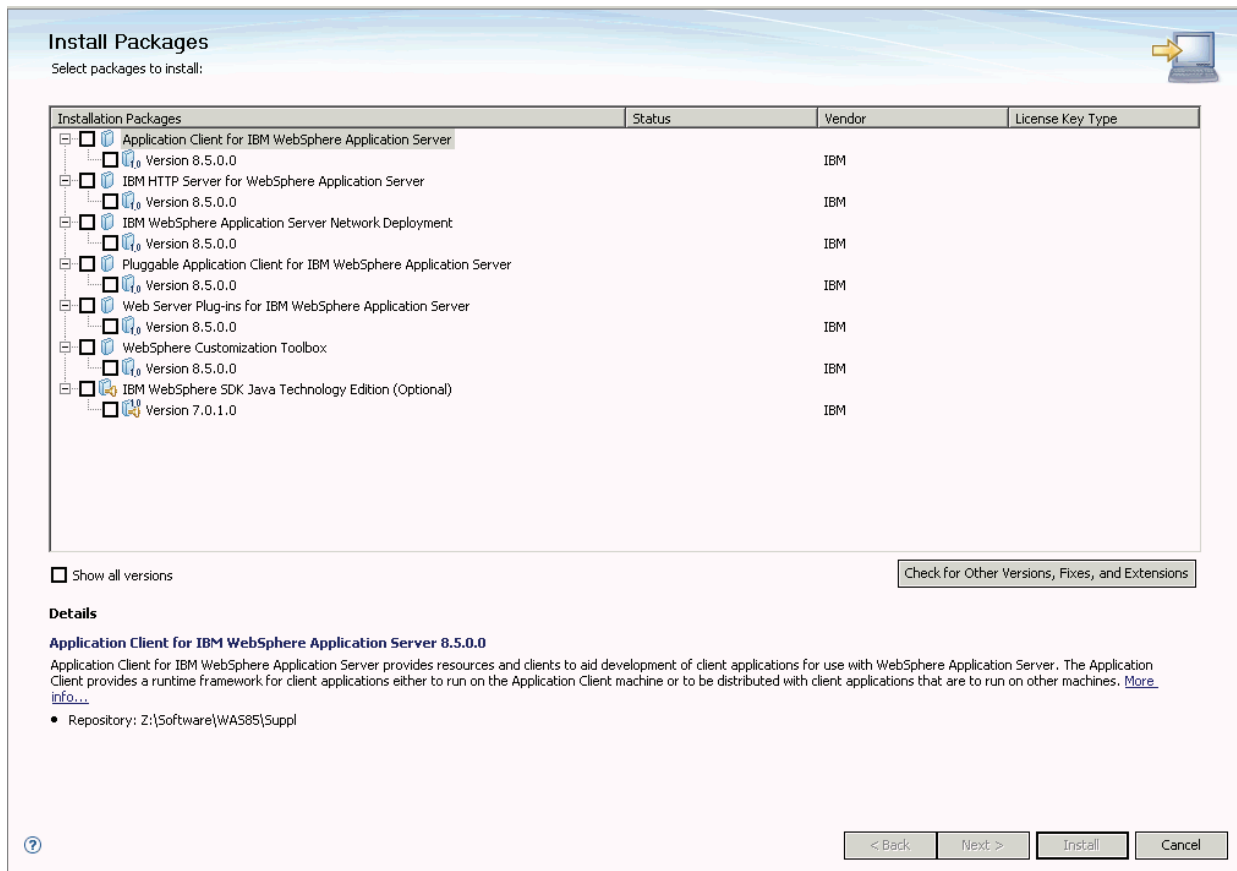 Install Packages
Select packages to install:
Installation Packages Status Vendor License Key Type
Application Client for IBM WebSphere Application Server
Version 8.5.0.0 IBM
IBM HTTP Server for WebSphere Application Server
Version 8.5.0.0 IBM
IBM WebSphere Application Server Network Deployment
Version 8.5.0.0 IBM
Pluggable Application Client for IBM WebSphere Application Server
Version 8.5.0.0 IBM
Web Server Plug-ins for IBM WebSphere Application Server
Version 8.5.0.0 IBM
WebSphere Customization Toolbox
Version 8.5.0.0 IBM
IBM WebSphere SDK Java Technology Edition (Optional)
Version 7.0.1.0 IBM
Show all versions Check for Other Versions, Fixes, and Extensions
Details
Application Client for IBM WebSphere Application Server 8.5.0.0
Application Client for IBM WebSphere Application Server provides resources and clients to aid development of client applications for use with WebSphere Application Server. The Application
Client provides a runtime framework for client applications either to run on the Application Client machine or to be distributed with client applications that are to run on other machines. More
info...
• Repository: Z:\Software\WAS85\Suppl
? < Back Next > Install Cancel